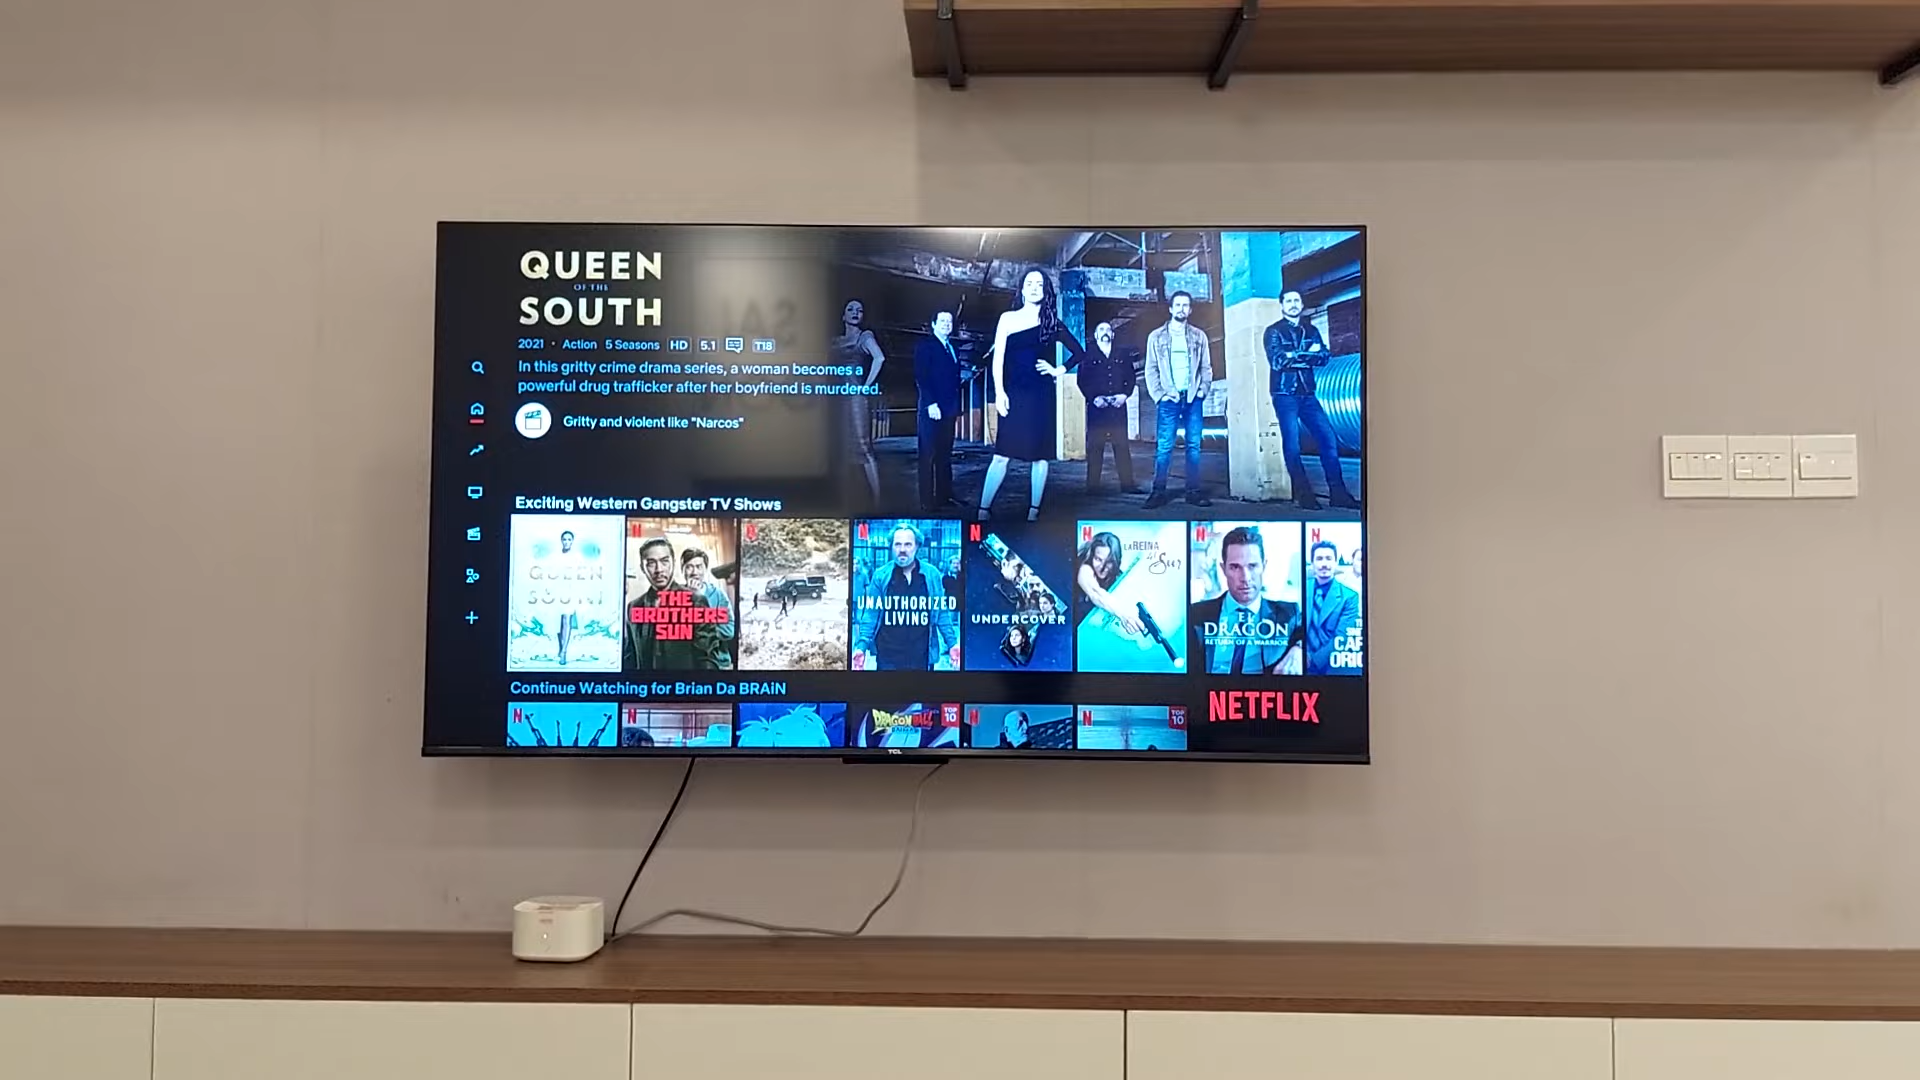 QUEEN
OF THE
SOUTH
2021 · Action 5 Seasons HD 5.1 T18
In this gritty crime drama series, a woman becomes a
powerful drug trafficker after her boyfriend is murdered.
Gritty and violent like "Narcos"
Exciting Western Gangster TV Shows
QUEEN
SOUTH
N
THE
BROTHERS
SUN
N
N
UNAUTHORIZED
LIVING
N
UNDERCOVER
N
LA REINA
del
Sur
N
EL
DRAGON
RETURN OF A WARRIOR
N
Continue Watching for Brian Da BRAiN
NETFLIX
N
N
DRAGON BALL
TOP
10
N
N
TOP
10
TCL